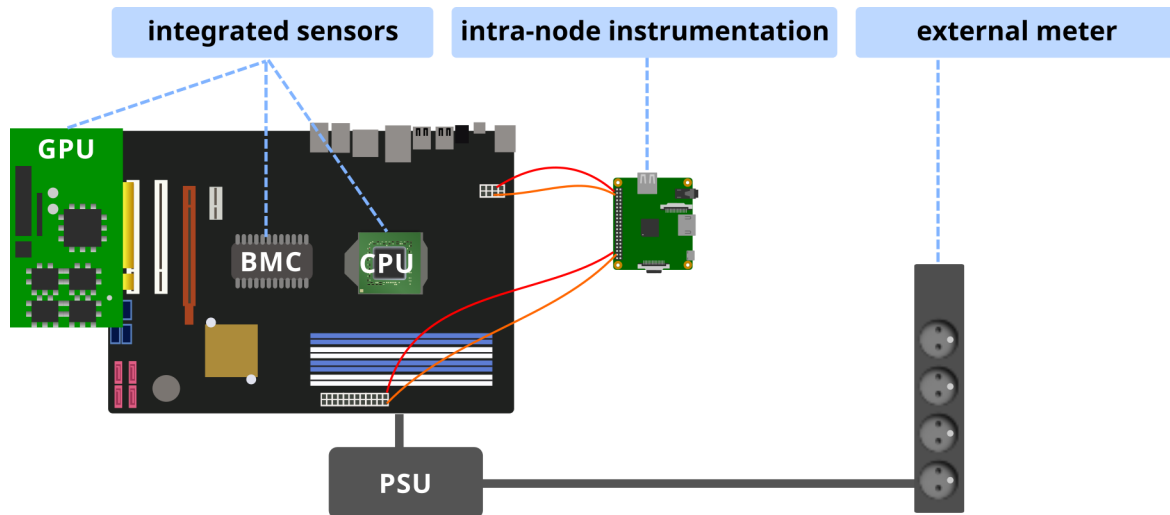 integrated sensors
intra-node instrumentation
external meter
GPU
BMC
CPU
PSU